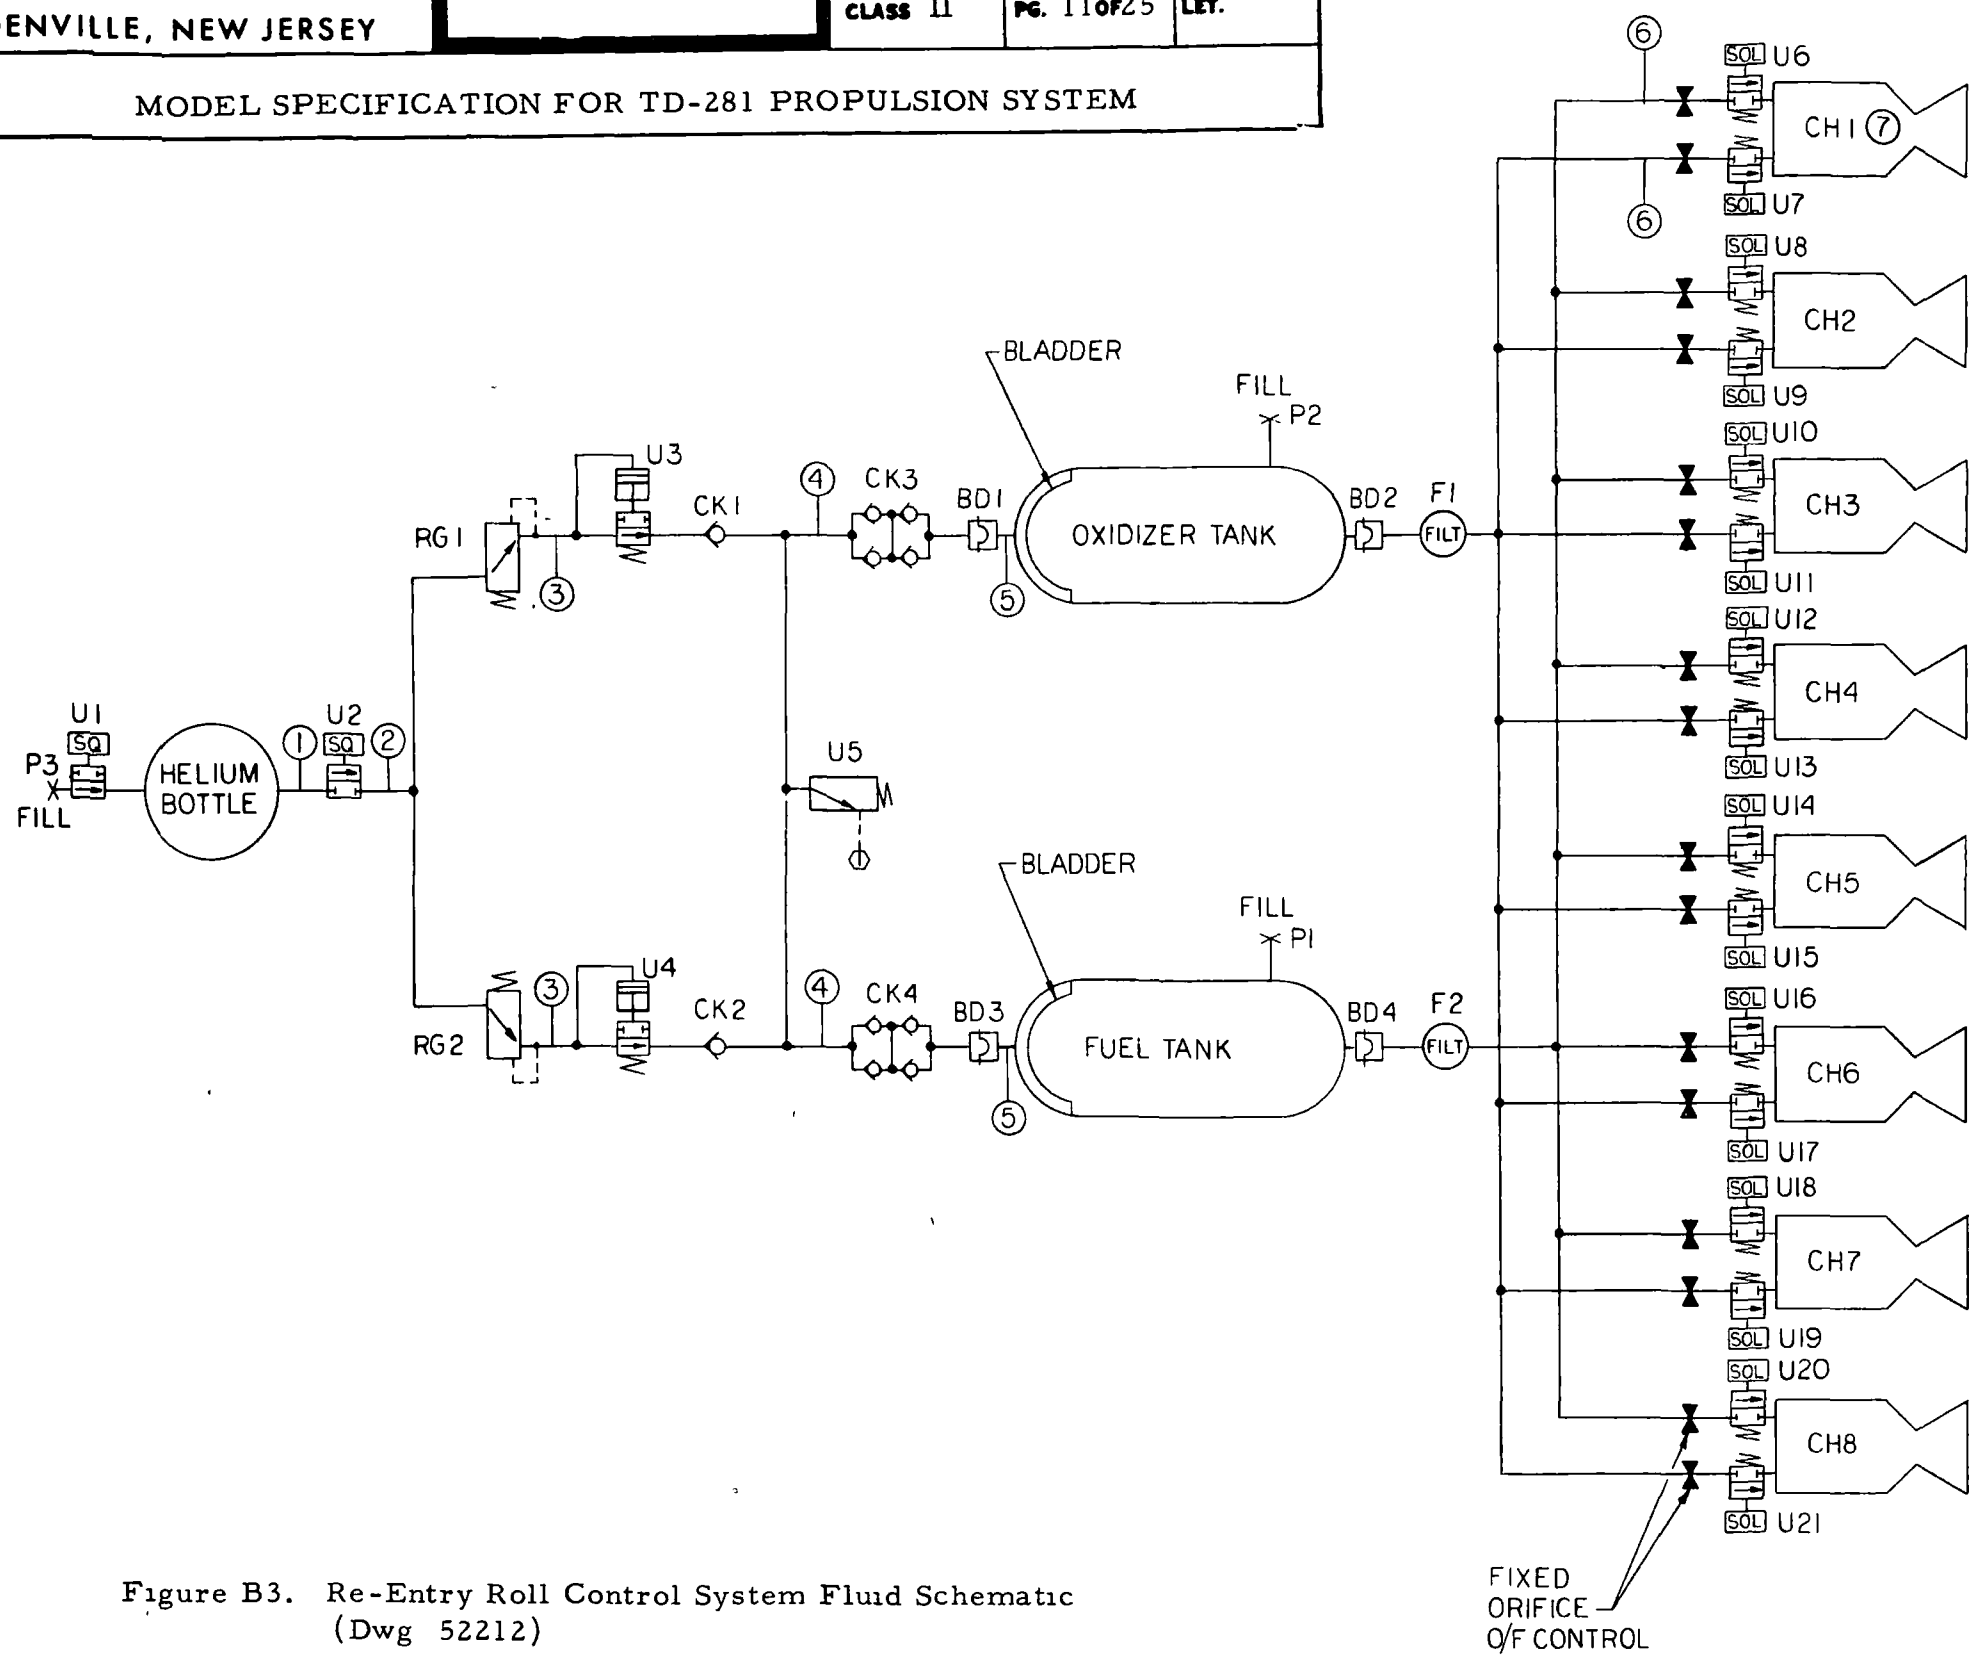 ENVILLE, NEW JERSEY
CLASS II
PG. 11 OF 25
LET.
MODEL SPECIFICATION FOR TD-281 PROPULSION SYSTEM
6
SOL U6
CH1 7
SOL U7
6
SOL U8
CH2
SOL U9
SOL U10
CH3
SOL U11
SOL U12
CH4
SOL U13
SOL U14
CH5
SOL U15
SOL U16
CH6
SOL U17
SOL U18
CH7
SOL U19
SOL U20
CH8
SOL U21
BLADDER
FILL
P2
U3
RG1
3
CK1
4
CK3
BD1
5
OXIDIZER TANK
BD2
F1
FILT
U1
SQ
P3
FILL
HELIUM
BOTTLE
1
U2
SQ
2
U5
BLADDER
FILL
P1
U4
RG2
3
CK2
4
CK4
BD3
5
FUEL TANK
BD4
F2
FILT
FIXED
ORIFICE
O/F CONTROL
Figure B3. Re-Entry Roll Control System Fluid Schematic
(Dwg 52212)